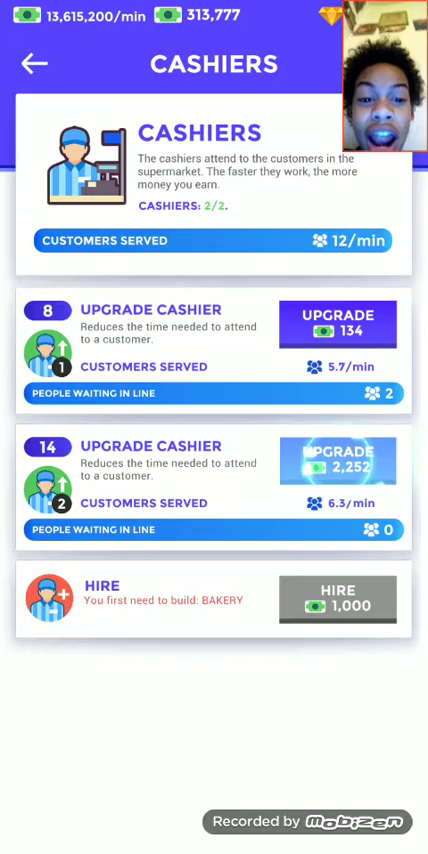 13,615,200/min 313,777
CASHIERS
CASHIERS
The cashiers attend to the customers in the
supermarket. The faster they work, the more
money you earn.
CASHIERS: 2/2.
CUSTOMERS SERVED 12/min
8 UPGRADE CASHIER UPGRADE
134
Reduces the time needed to attend
to a customer.
1 CUSTOMERS SERVED 5.7/min
PEOPLE WAITING IN LINE 2
14 UPGRADE CASHIER UPGRADE
2,252
Reduces the time needed to attend
to a customer.
2 CUSTOMERS SERVED 6.3/min
PEOPLE WAITING IN LINE 0
HIRE HIRE
You first need to build: BAKERY 1,000
Recorded by mobizen